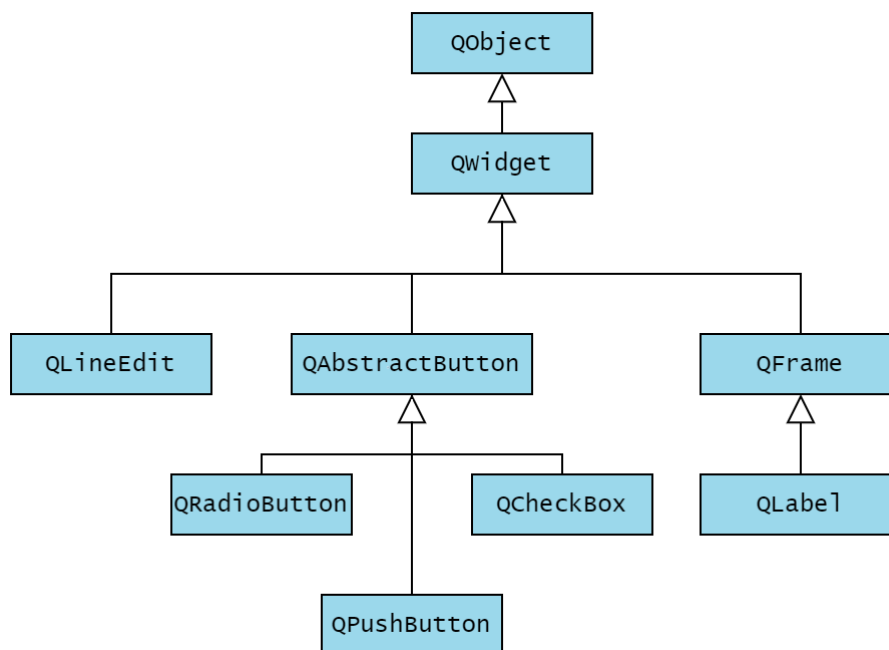 QObject
QWidget
QLineEdit
QAbstractButton
QFrame
QRadioButton
QCheckBox
QLabel
QPushButton